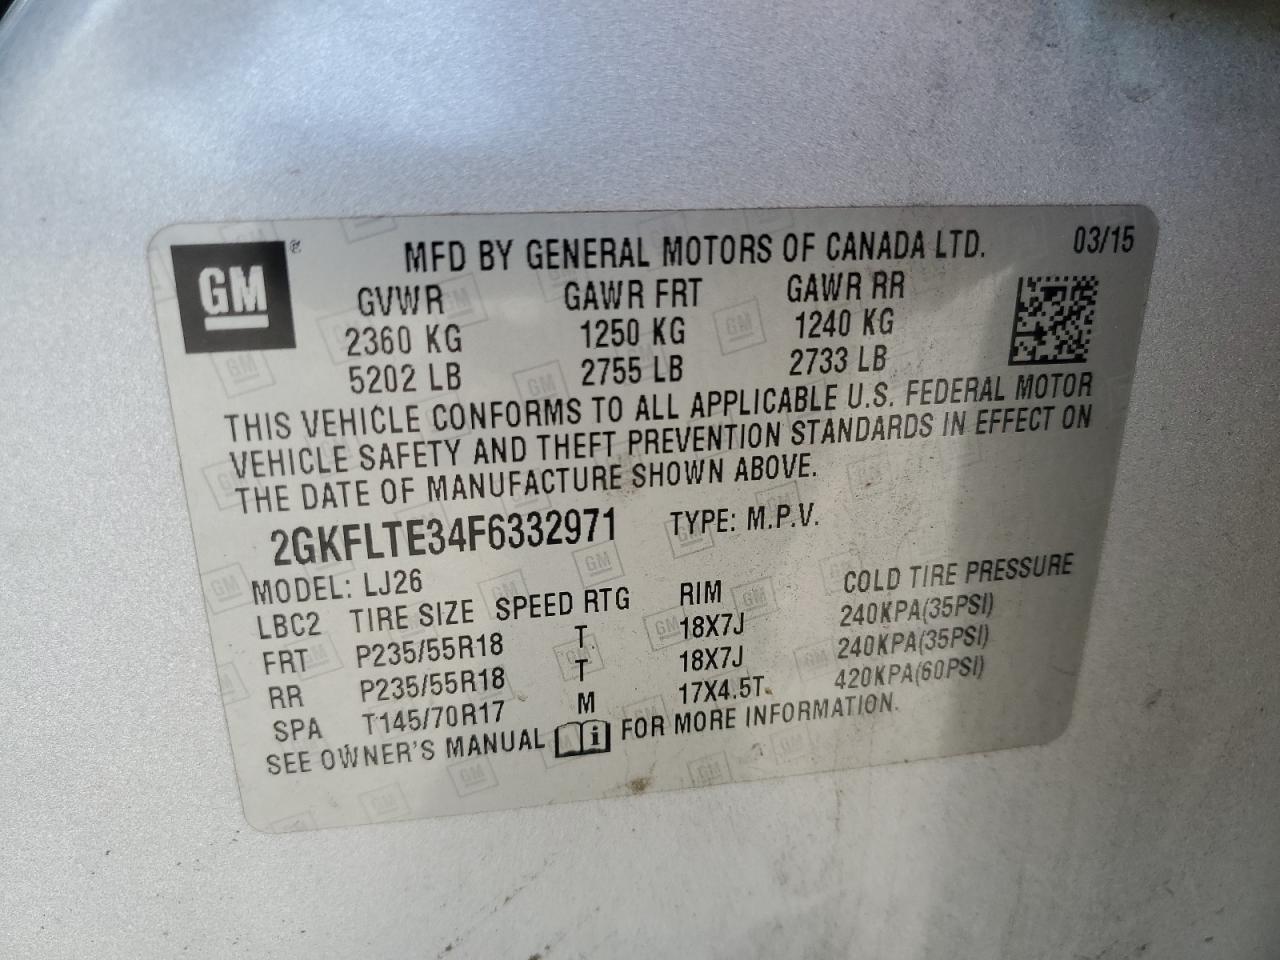 GM ® MFD BY GENERAL MOTORS OF CANADA LTD. 03/15
GVWR GAWR FRT GAWR RR
2360 KG 1250 KG 1240 KG
5202 LB 2755 LB 2733 LB
THIS VEHICLE CONFORMS TO ALL APPLICABLE U.S. FEDERAL MOTOR
VEHICLE SAFETY AND THEFT PREVENTION STANDARDS IN EFFECT ON
THE DATE OF MANUFACTURE SHOWN ABOVE.
2GKFLTE34F6332971 TYPE: M.P.V.
MODEL: LJ26
LBC2 TIRE SIZE SPEED RTG RIM COLD TIRE PRESSURE
FRT P235/55R18 T 18X7J 240KPA(35PSI)
RR P235/55R18 T 18X7J 240KPA(35PSI)
SPA T145/70R17 M 17X4.5T 420KPA(60PSI)
SEE OWNER'S MANUAL i FOR MORE INFORMATION.